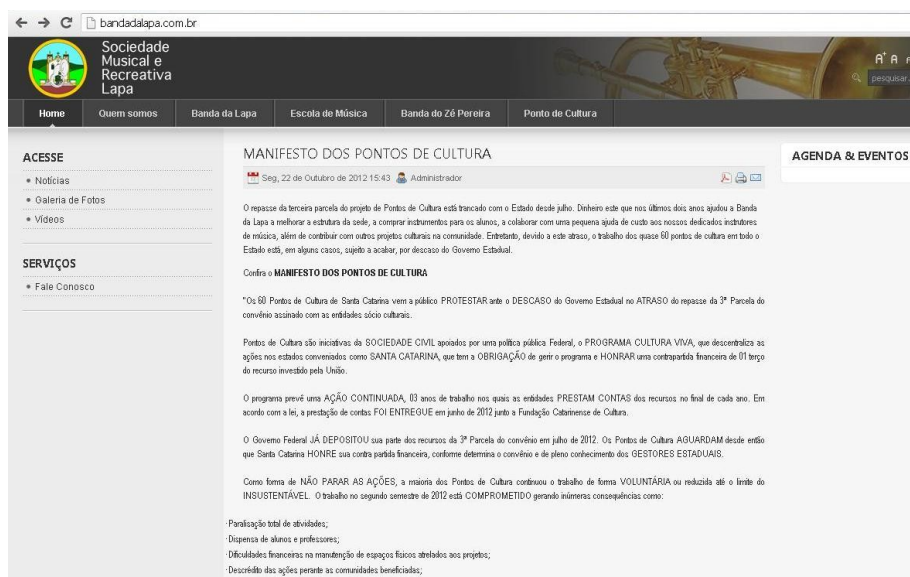 bandadalapa.com.br
Sociedade
Musical e
Recreativa
Lapa
A+ A
pesquisar
Home Quem somos Banda da Lapa Escola de Música Banda do Zé Pereira Ponto de Cultura
ACESSE
Notícias
Galeria de Fotos
Vídeos
SERVIÇOS
Fale Conosco
MANIFESTO DOS PONTOS DE CULTURA
Seg, 22 de Outubro de 2012 15:43 Administrador
O repasse da terceira parcela do projeto de Pontos de Cultura está trancado com o Estado desde julho. Dinheiro este que nos últimos dois anos ajudou a Banda
da Lapa a melhorar a estrutura da sede, a comprar instrumentos para os alunos, a colaborar com uma pequena ajuda de custo aos nossos dedicados instrutores
de música, além de contribuir com outros projetos culturais na comunidade. Entretanto, devido a este atraso, o trabalho dos quase 60 pontos de cultura em todo o
Estado está, em alguns casos, sujeito a acabar, por descaso do Governo Estadual.
Confira o MANIFESTO DOS PONTOS DE CULTURA
"Os 60 Pontos de Cultura de Santa Catarina vem a público PROTESTAR ante o DESCASO do Governo Estadual no ATRASO do repasse da 3ª Parcela do
convênio assinado com as entidades sócio culturais.
Pontos de Cultura são iniciativas da SOCIEDADE CIVIL apoiados por uma política pública Federal, o PROGRAMA CULTURA VIVA, que descentraliza as
ações nos estados conveniados como SANTA CATARINA, que tem a OBRIGAÇÃO de gerir o programa e HONRAR uma contrapartida financeira de 01 terço
do recurso investido pela União.
O programa prevê uma AÇÃO CONTINUADA, 03 anos de trabalho nos quais as entidades PRESTAM CONTAS dos recursos no final de cada ano. Em
acordo com a lei, a prestação de contas FOI ENTREGUE em junho de 2012 junto a Fundação Catarinense de Cultura.
O Governo Federal JÁ DEPOSITOU sua parte dos recursos da 3ª Parcela do convênio em julho de 2012. Os Pontos de Cultura AGUARDAM desde então
que Santa Catarina HONRE sua contra partida financeira, conforme determina o convênio e de pleno conhecimento dos GESTORES ESTADUAIS.
Como forma de NÃO PARAR AS AÇÕES, a maioria dos Pontos de Cultura continuou o trabalho de forma VOLUNTÁRIA ou reduzida até o limite do
INSUSTENTÁVEL. O trabalho no segundo semestre de 2012 está COMPROMETIDO gerando inúmeras consequências como:
·Paralisação total de atividades;
·Dispensa de alunos e professores;
·Dificuldades financeiras na manutenção de espaços físicos atrelados aos projetos;
·Descrédito das ações perante as comunidades beneficiadas;
AGENDA & EVENTOS